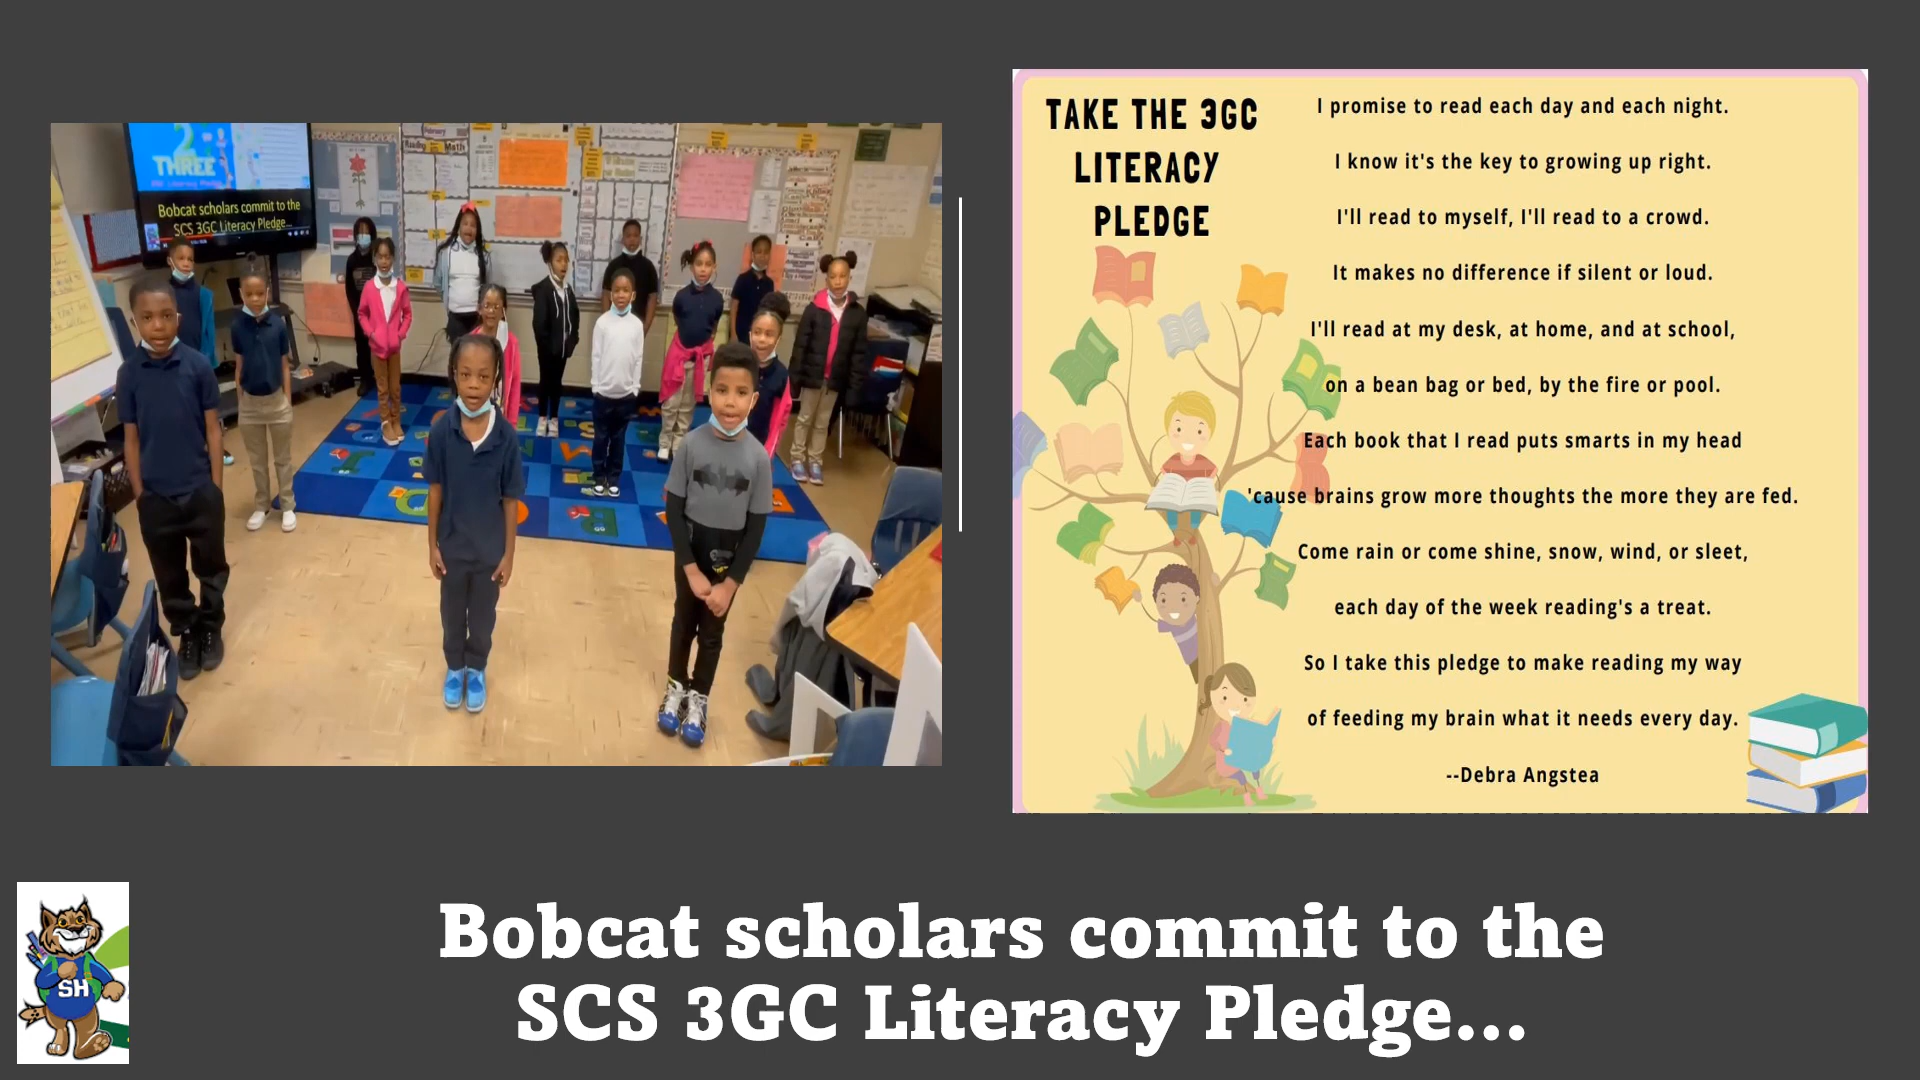 THREE
Bobcat scholars commit to the
SCS 3GC Literacy Pledge...
February
Reading
Math
TAKE THE 3GC
LITERACY
PLEDGE
I promise to read each day and each night.
I know it's the key to growing up right.
I'll read to myself, I'll read to a crowd.
It makes no difference if silent or loud.
I'll read at my desk, at home, and at school,
on a bean bag or bed, by the fire or pool.
Each book that I read puts smarts in my head
'cause brains grow more thoughts the more they are fed.
Come rain or come shine, snow, wind, or sleet,
each day of the week reading's a treat.
So I take this pledge to make reading my way
of feeding my brain what it needs every day.
--Debra Angstea
SH
Bobcat scholars commit to the
SCS 3GC Literacy Pledge...